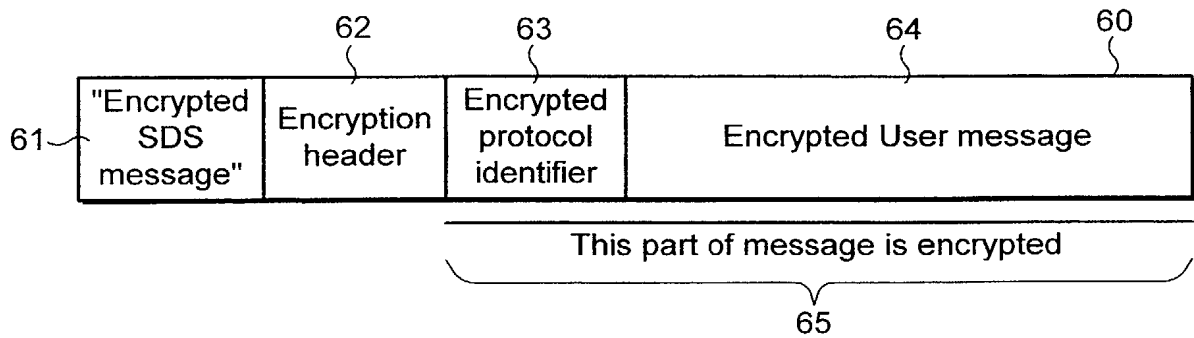 62 63 64 60
61
"Encrypted
SDS
message"
Encryption
header
Encrypted
protocol
identifier
Encrypted User message
This part of message is encrypted
65